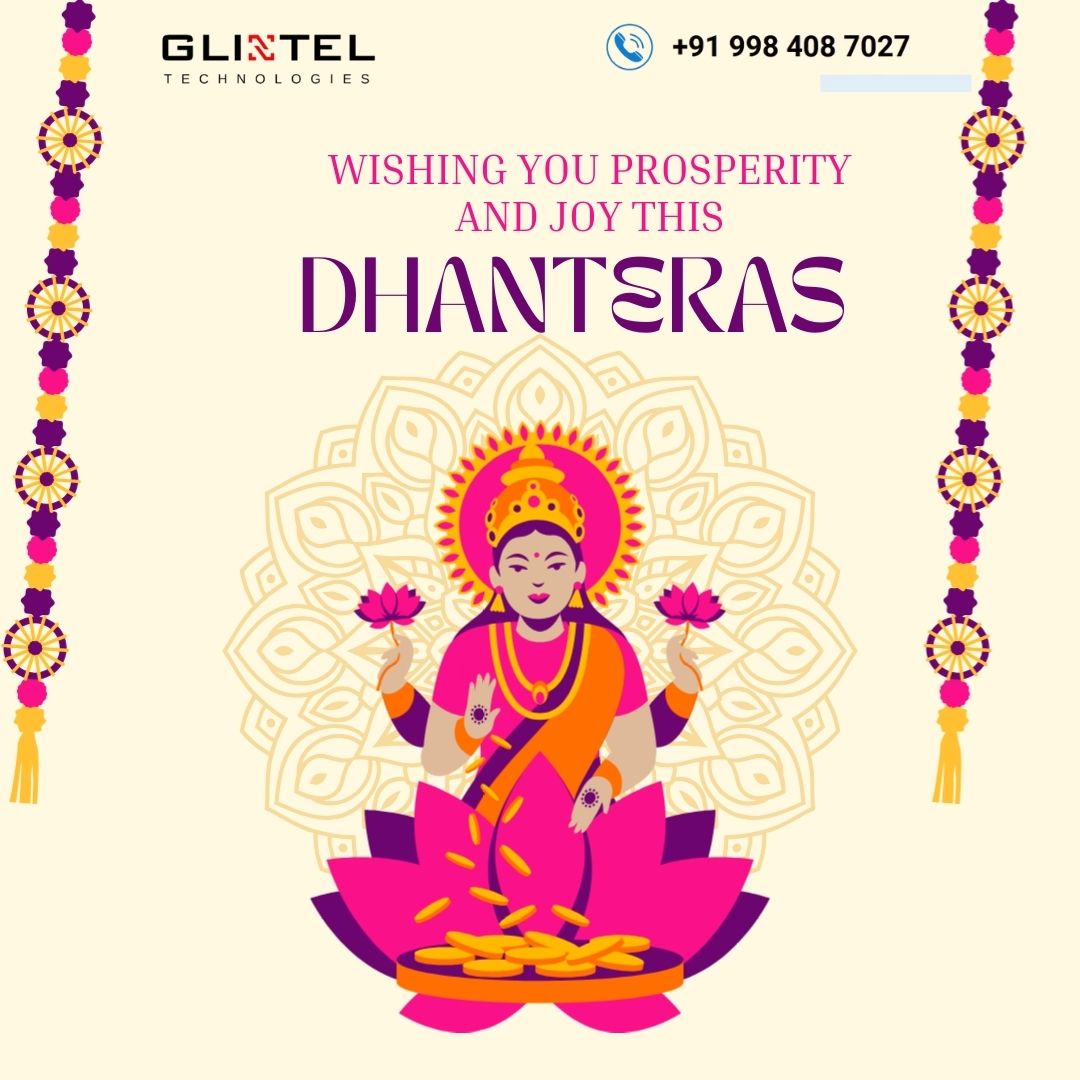 GLINTEL
TECHNOLOGIES
+91 998 408 7027
WISHING YOU PROSPERITY
AND JOY THIS
DHANTERAS